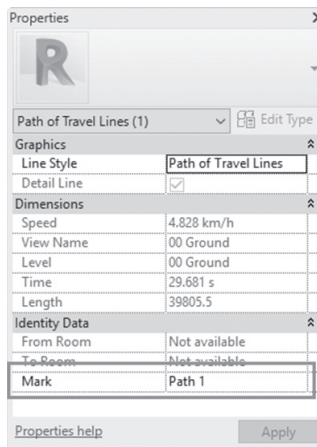 Properties X
R
Path of Travel Lines (1) Edit Type
Graphics
Line Style Path of Travel Lines
Detail Line
Dimensions
Speed 4.828 km/h
View Name 00 Ground
Level 00 Ground
Time 29.681 s
Length 39805.5
Identity Data
From Room Not available
To Room Not available
Mark Path 1
Properties help Apply